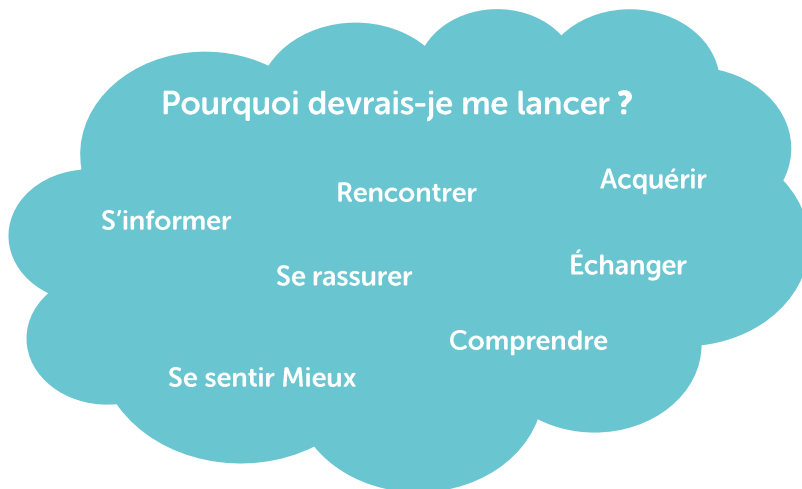 Pourquoi devrais-je me lancer ?
Acquérir
Rencontrer
S’informer
Échanger
Se rassurer
Comprendre
Se sentir Mieux